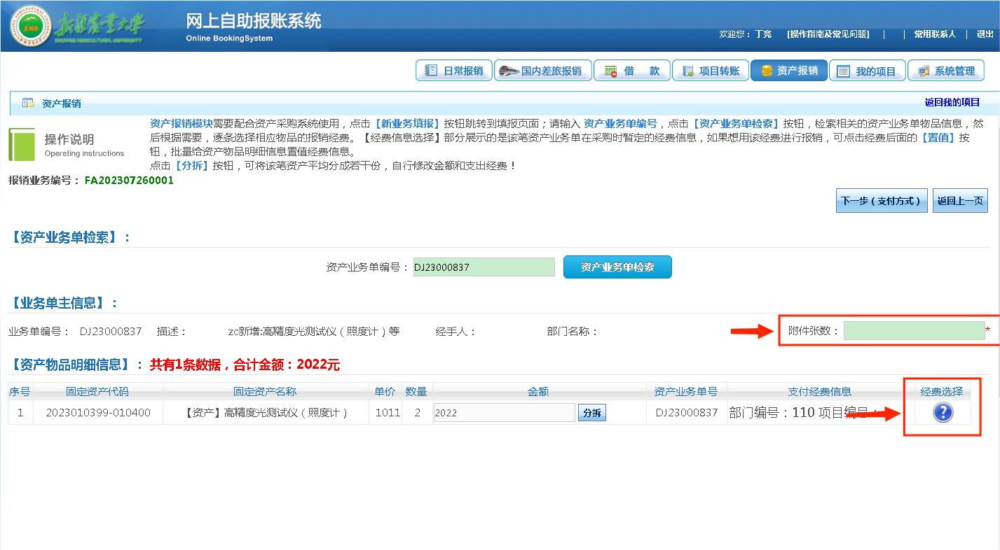 新疆农业大学
XINJIANG AGRICULTURAL UNIVERSITY
XND
网上自助报账系统
Online BookingSystem
欢迎您：丁亮 [操作指南及常见问题] | | 常用联系人 | 退出
日常报销 国内差旅报销 借 款 项目转账 资产报销 我的项目 系统管理
资产报销 返回我的项目
操作说明
Operating instructions
资产报销模块需要配合资产采购系统使用，点击【新业务填报】按钮跳转到填报页面；请输入 资产业务单编号，点击【资产业务单检索】按钮，检索相关的资产业务单物品信息，然
后根据需要，逐条选择相应物品的报销经费。【经费信息选择】部分展示的是该笔资产业务单在采购时暂定的经费信息，如果想用该经费进行报销，可点击经费后面的【置值】按
钮，批量给资产物品明细信息置值经费信息。
点击【分拆】按钮，可将该笔资产平均分成若干份，自行修改金额和支出经费！
报销业务编号：FA202307260001
下一步（支付方式） 返回上一页
【资产业务单检索】：
资产业务单编号：DJ23000837 资产业务单检索
【业务单主信息】：
业务单编号： DJ23000837 描述： zc新增:高精度光测试仪（照度计）等 经手人： 部门名称： 附件张数： *
【资产物品明细信息】： 共有1条数据，合计金额：2022元
序号 固定资产代码 固定资产名称 单价 数量 金额 资产业务单号 支付经费信息 经费选择
1 2023010399-010400 【资产】高精度光测试仪（照度计） 1011 2 2022 分拆 DJ23000837 部门编号：110 项目编号： ?